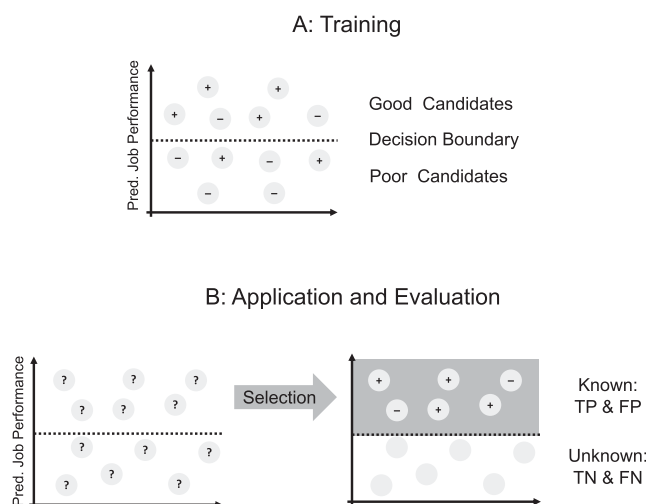 A: Training
Pred. Job Performance
+ +
+ − + −
− + − +
− −
Good Candidates
Decision Boundary
Poor Candidates
B: Application and Evaluation
Pred. Job Performance
? ? ?
? ? ?
? ? ?
? ? ?
Selection
+ + −
− + +
Known:
TP & FP
Unknown:
TN & FN